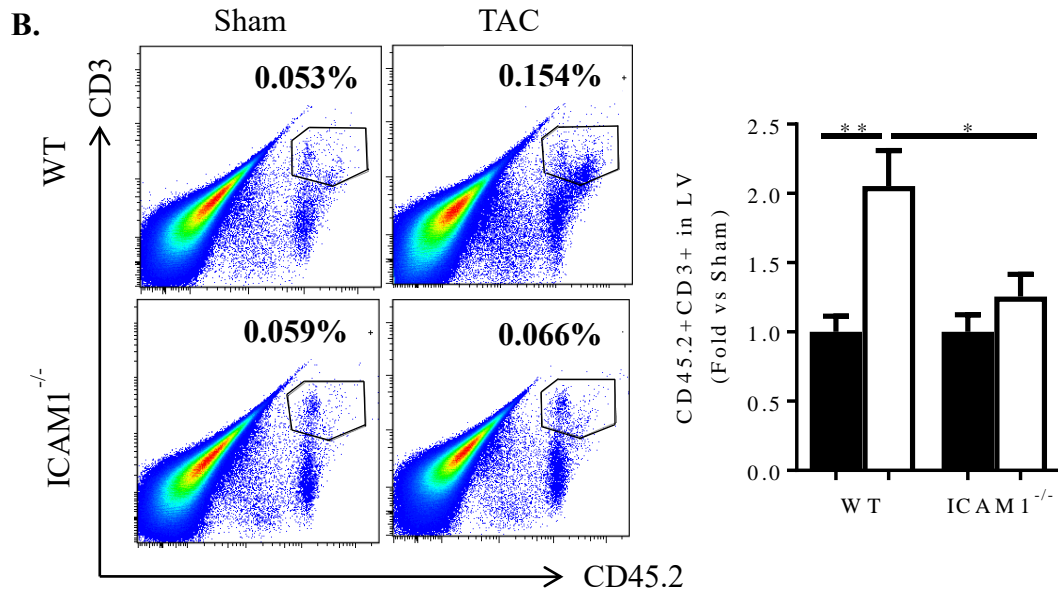 B.
Sham
TAC
CD3
WT
0.053%
0.154%
ICAM1-/-
0.059%
0.066%
CD45.2
CD45.2+CD3+ in LV
(Fold vs Sham)
2.5
2.0
1.5
1.0
0.5
0.0
**
*
WT
ICAM1-/-